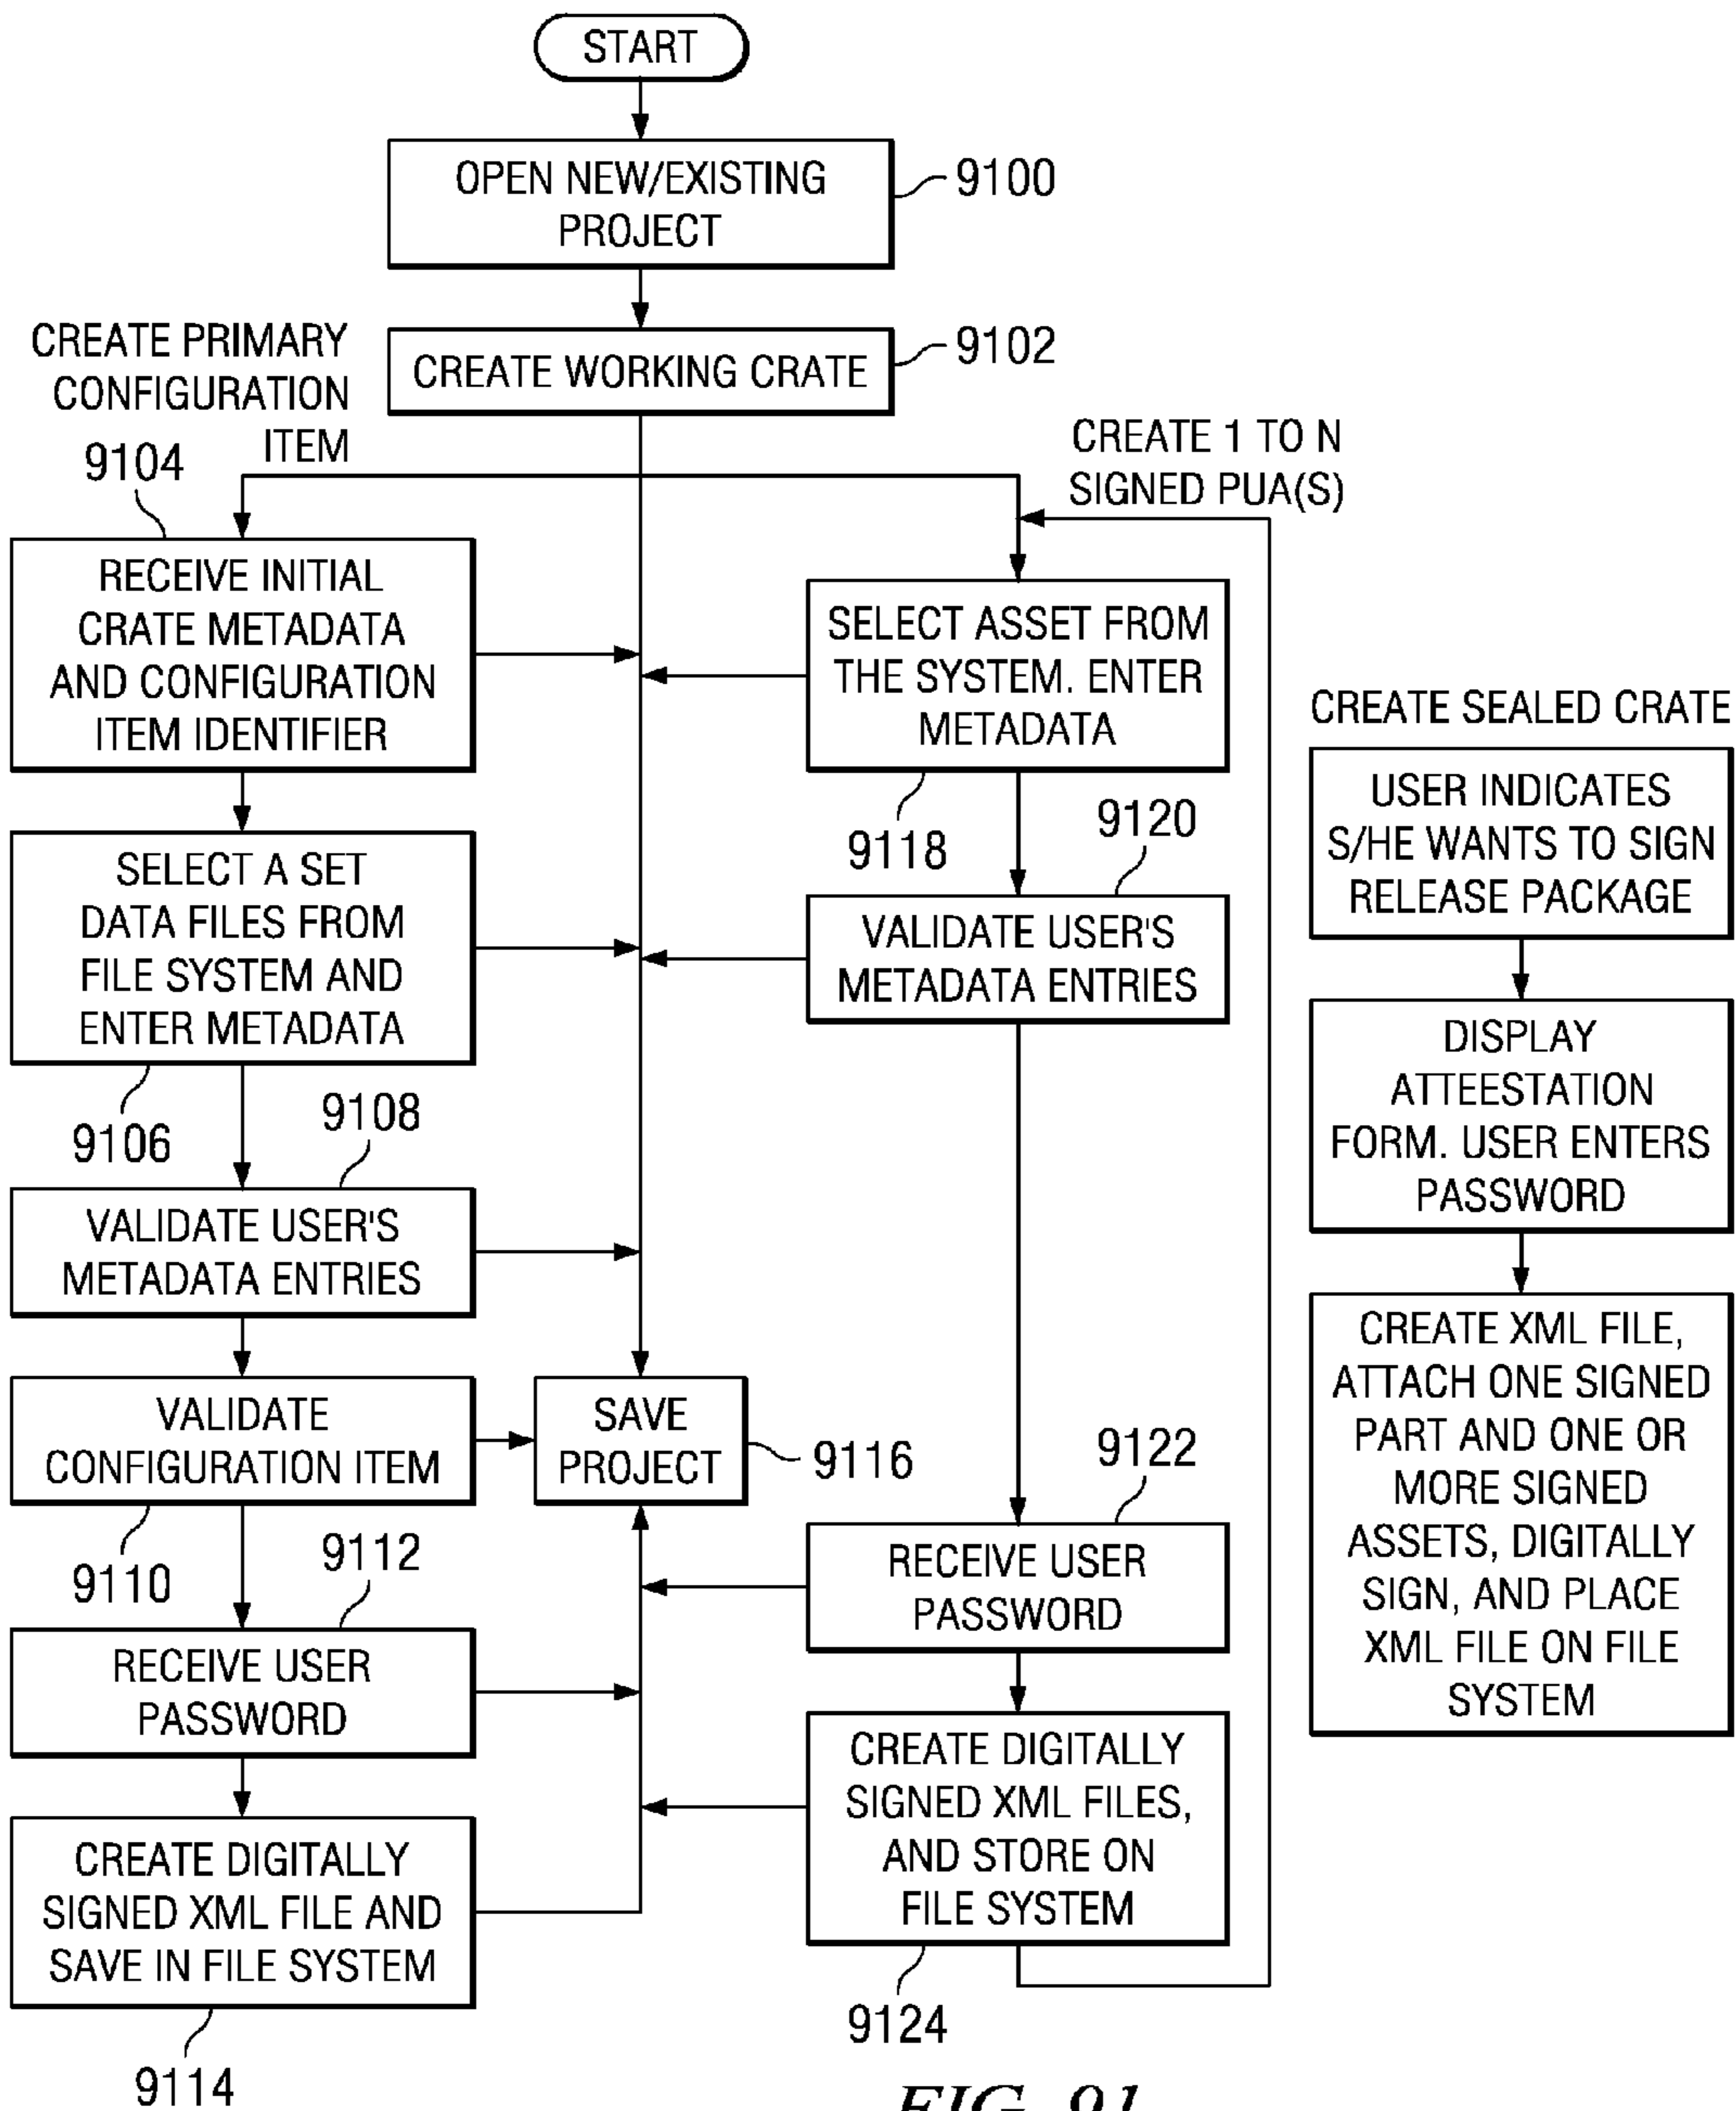 START
OPEN NEW/EXISTING
PROJECT
9100
CREATE WORKING CRATE
9102
CREATE PRIMARY
CONFIGURATION
ITEM
9104
RECEIVE INITIAL
CRATE METADATA
AND CONFIGURATION
ITEM IDENTIFIER
SELECT A SET
DATA FILES FROM
FILE SYSTEM AND
ENTER METADATA
9106
9108
VALIDATE USER'S
METADATA ENTRIES
VALIDATE
CONFIGURATION ITEM
9110
9112
RECEIVE USER
PASSWORD
CREATE DIGITALLY
SIGNED XML FILE AND
SAVE IN FILE SYSTEM
9114
SAVE
PROJECT
9116
CREATE 1 TO N
SIGNED PUA(S)
SELECT ASSET FROM
THE SYSTEM. ENTER
METADATA
9118
9120
VALIDATE USER'S
METADATA ENTRIES
9122
RECEIVE USER
PASSWORD
CREATE DIGITALLY
SIGNED XML FILES,
AND STORE ON
FILE SYSTEM
9124
CREATE SEALED CRATE
USER INDICATES
S/HE WANTS TO SIGN
RELEASE PACKAGE
DISPLAY
ATTEESTATION
FORM. USER ENTERS
PASSWORD
CREATE XML FILE,
ATTACH ONE SIGNED
PART AND ONE OR
MORE SIGNED
ASSETS, DIGITALLY
SIGN, AND PLACE
XML FILE ON FILE
SYSTEM
FIG. 91